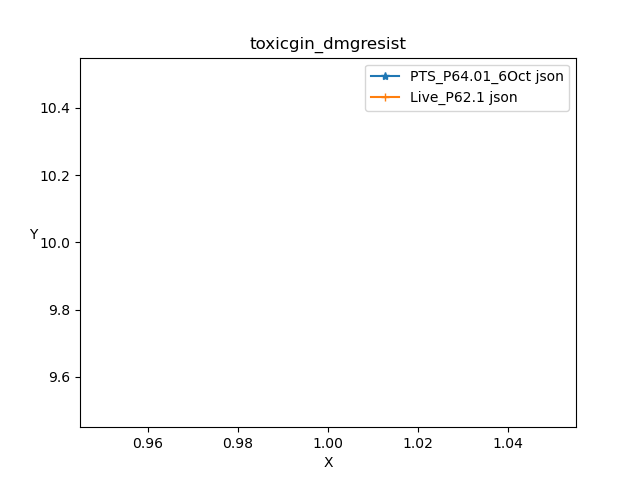 toxicgin_dmgresist
PTS_P64.01_6Oct json
Live_P62.1 json
10.4
10.2
10.0
9.8
9.6
Y
0.96 0.98 1.00 1.02 1.04
X